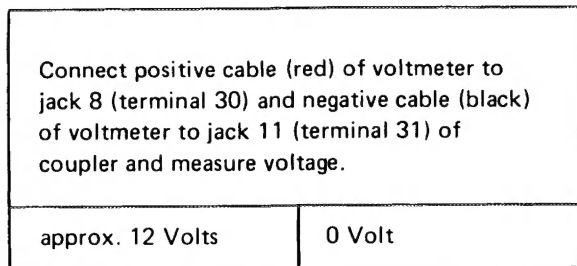 Connect positive cable (red) of voltmeter to
jack 8 (terminal 30) and negative cable (black)
of voltmeter to jack 11 (terminal 31) of
coupler and measure voltage.
approx. 12 Volts
0 Volt